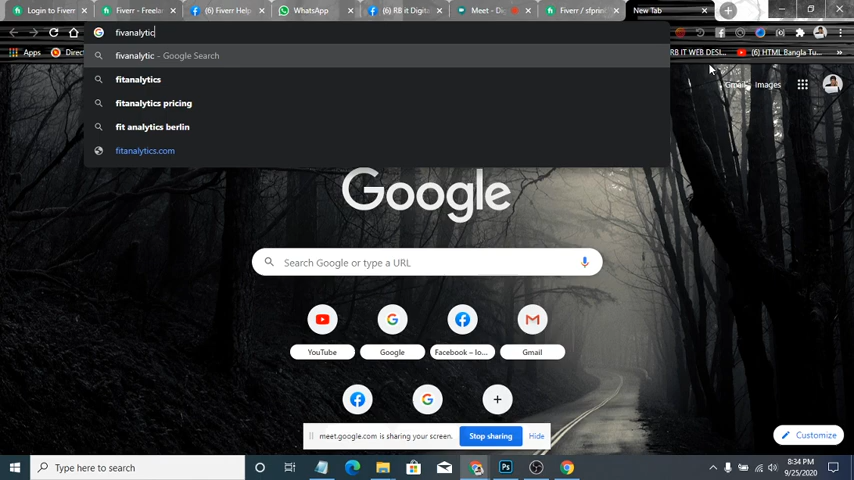 Login to Fiverr
Fiverr - Freelan
(6) Fiverr Help
WhatsApp
(6) RB it Digita
Meet - Di
Fiverr / sfprin
New Tab
fivanalytic
Apps
Direc
RB IT WEB DESI...
(6) HTML Bangla Tu...
fivanalytic - Google Search
fitanalytics
fitanalytics pricing
fit analytics berlin
fitanalytics.com
Gmail Images
Google
Search Google or type a URL
YouTube
Google
Facebook – lo...
Gmail
meet.google.com is sharing your screen.
Stop sharing
Hide
Customize
Type here to search
8:34 PM
9/25/2020